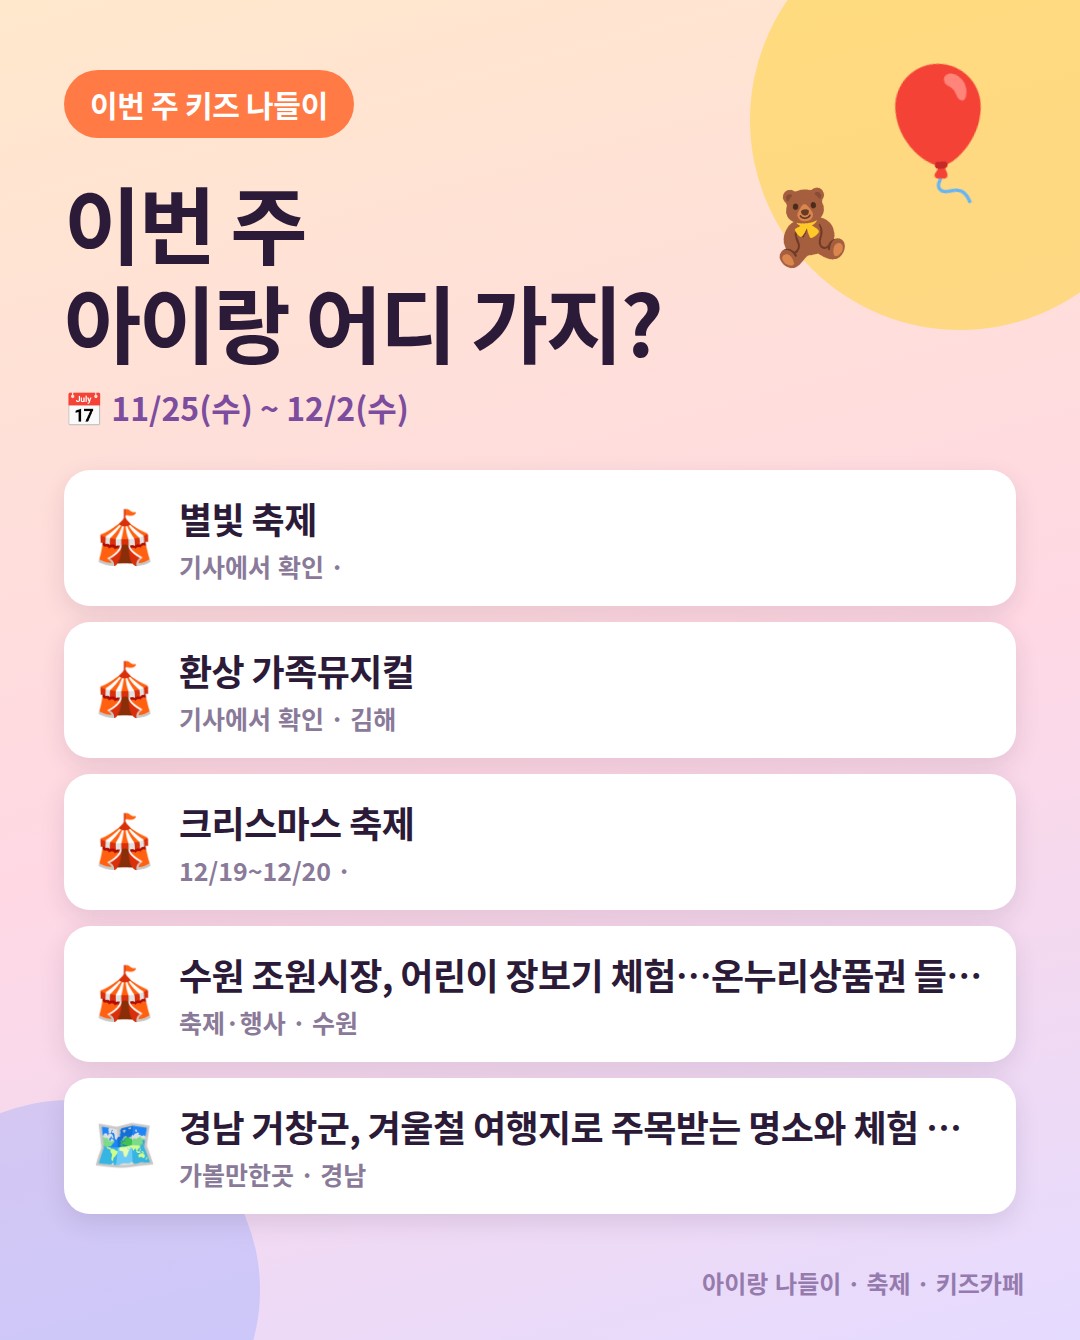 이번 주 키즈 나들이
이번 주
아이랑 어디 가지?
📅 11/25(수) ~ 12/2(수)
별빛 축제
기사에서 확인 ·
환상 가족뮤지컬
기사에서 확인 · 김해
크리스마스 축제
12/19~12/20 ·
수원 조원시장, 어린이 장보기 체험…온누리상품권 들…
축제·행사 · 수원
경남 거창군, 겨울철 여행지로 주목받는 명소와 체험 …
가볼만한곳 · 경남
아이랑 나들이 · 축제 · 키즈카페